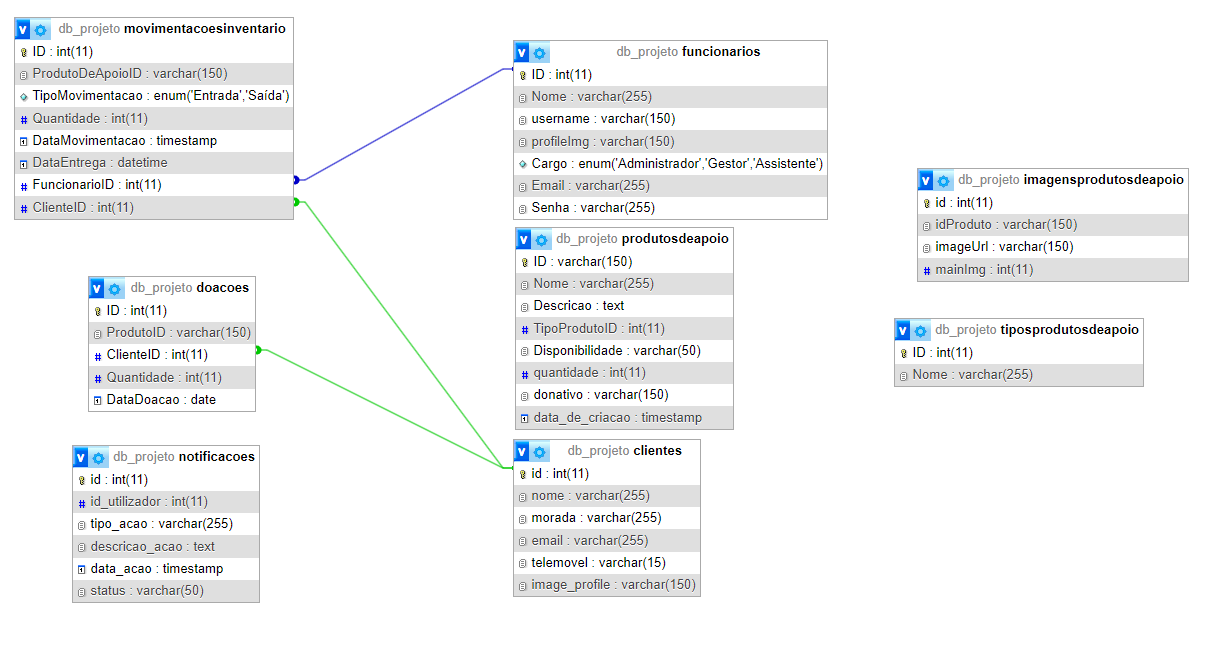 db_projeto movimentacoesinventario
ID : int(11)
ProdutoDeApoioID : varchar(150)
TipoMovimentacao : enum('Entrada','Saída')
Quantidade : int(11)
DataMovimentacao : timestamp
DataEntrega : datetime
FuncionarioID : int(11)
ClienteID : int(11)
db_projeto doacoes
ID : int(11)
ProdutoID : varchar(150)
ClienteID : int(11)
Quantidade : int(11)
DataDoacao : date
db_projeto notificacoes
id : int(11)
id_utilizador : int(11)
tipo_acao : varchar(255)
descricao_acao : text
data_acao : timestamp
status : varchar(50)
db_projeto funcionarios
ID : int(11)
Nome : varchar(255)
username : varchar(150)
profileImg : varchar(150)
Cargo : enum('Administrador','Gestor','Assistente')
Email : varchar(255)
Senha : varchar(255)
db_projeto produtosdeapoio
ID : varchar(150)
Nome : varchar(255)
Descricao : text
TipoProdutoID : int(11)
Disponibilidade : varchar(50)
quantidade : int(11)
donativo : varchar(150)
data_de_criacao : timestamp
db_projeto clientes
id : int(11)
nome : varchar(255)
morada : varchar(255)
email : varchar(255)
telemovel : varchar(15)
image_profile : varchar(150)
db_projeto imagensprodutosdeapoio
id : int(11)
idProduto : varchar(150)
imageUrl : varchar(150)
mainImg : int(11)
db_projeto tiposprodutosdeapoio
ID : int(11)
Nome : varchar(255)